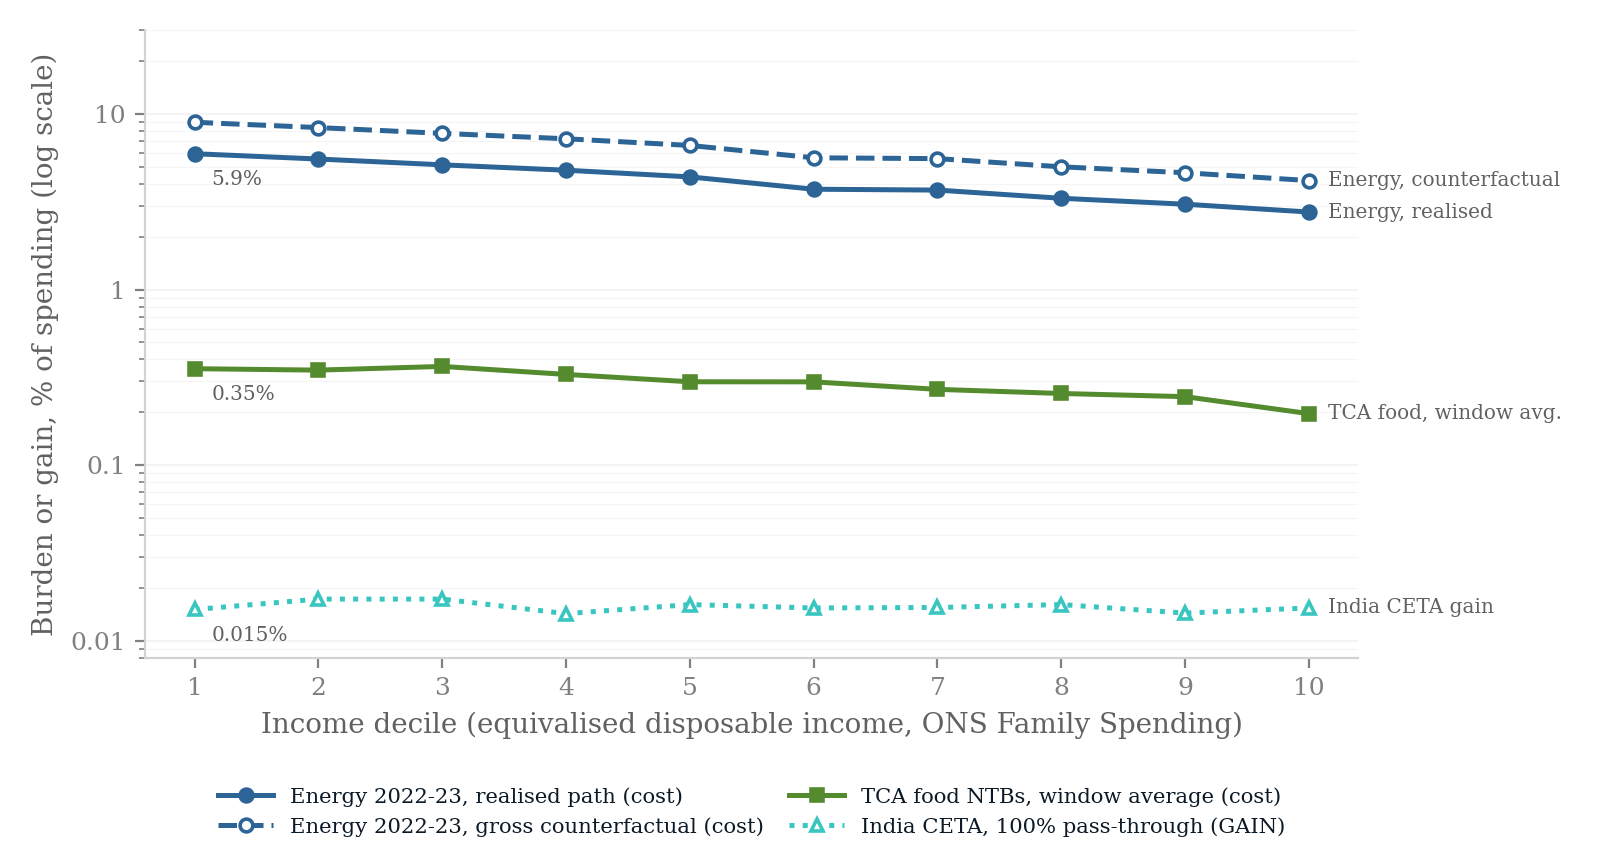 Burden or gain, % of spending (log scale)
10
1
0.1
0.01
5.9%
0.35%
0.015%
Energy, counterfactual
Energy, realised
TCA food, window avg.
India CETA gain
1 2 3 4 5 6 7 8 9 10
Income decile (equivalised disposable income, ONS Family Spending)
Energy 2022-23, realised path (cost)
Energy 2022-23, gross counterfactual (cost)
TCA food NTBs, window average (cost)
India CETA, 100% pass-through (GAIN)